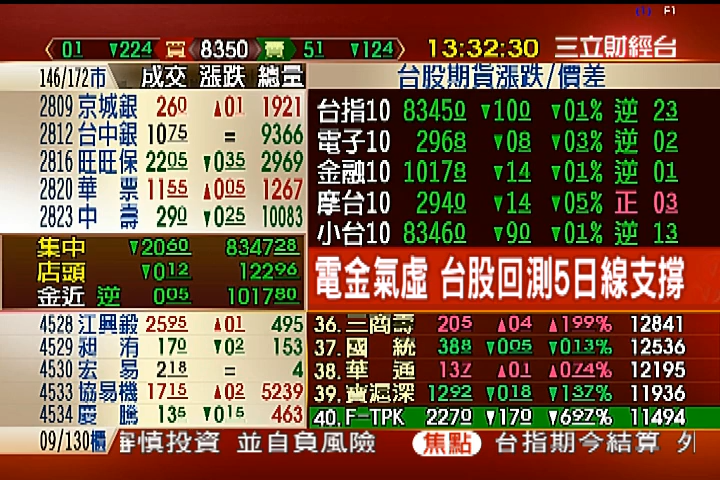 (1) F1
01 ▼224 買 8350 賣 51 ▼124 13:32:30 三立財經台
146/172市 成交 漲跌 總量
2809 京城銀 260 ▲01 1921
2812 台中銀 1075 = 9366
2816 旺旺保 2205 ▼035 2969
2820 華票 1155 ▲005 1267
2823 中壽 290 ▼025 10083
集中 ▼2060 834728
店頭 ▼012 12296
金近 逆 005 101780
4528 江興鍛 2595 ▲01 495
4529 昶洧 170 ▼02 153
4530 宏易 218 = 4
4533 協易機 1715 ▲02 5239
4534 慶騰 135 ▼015 463
09/130櫃
台股期貨漲跌/價差
台指10 83450 ▼100 ▼01% 逆 23
電子10 2968 ▼08 ▼03% 逆 02
金融10 10178 ▼14 ▼01% 逆 01
摩台10 2940 ▼14 ▼05% 正 03
小台10 83460 ▼90 ▼01% 逆 13
電金氣虛 台股回測5日線支撐
36. 三商壽 205 ▲04 ▲199% 12841
37. 國統 388 ▼005 ▼013% 12536
38. 華通 137 ▲01 ▲074% 12195
39. 寶滬深 1292 ▼018 ▼137% 11936
40. F-TPK 2270 ▼170 ▼697% 11494
審慎投資 並自負風險 焦點 台指期今結算 外